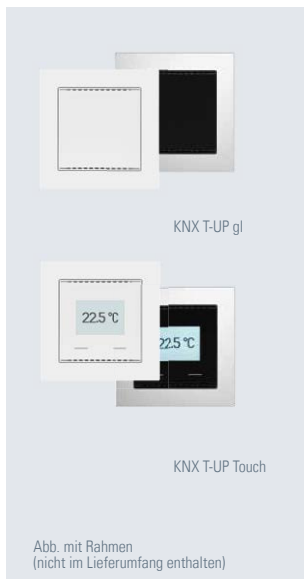 KNX T-UP gl
22.5 °C
22.5 °C
KNX T-UP Touch
Abb. mit Rahmen
(nicht im Lieferumfang enthalten)